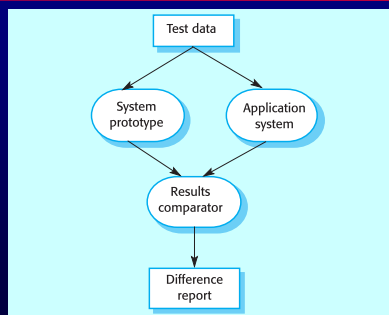 Test data
System
prototype
Application
system
Results
comparator
Difference
report